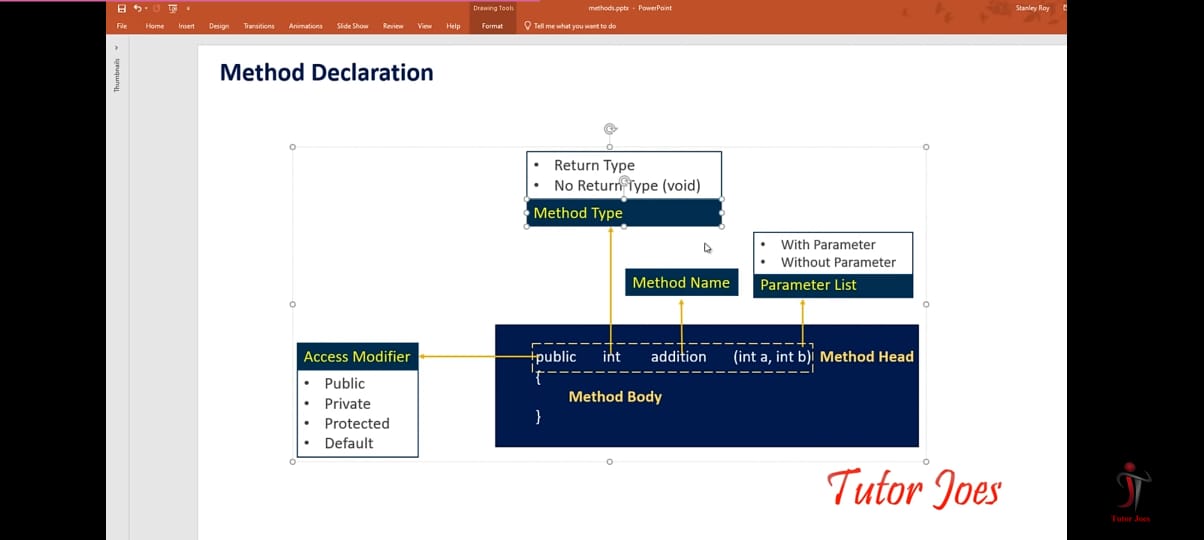 Drawing Tools
methods.pptx - PowerPoint
Stanley Roy
File Home Insert Design Transitions Animations Slide Show Review View Help Format Tell me what you want to do
Thumbnails
Method Declaration
• Return Type
• No Return Type (void)
Method Type
• With Parameter
• Without Parameter
Method Name
Parameter List
Access Modifier
• Public
• Private
• Protected
• Default
public int addition (int a, int b) Method Head
{
Method Body
}
Tutor Joes
Tutor Joes